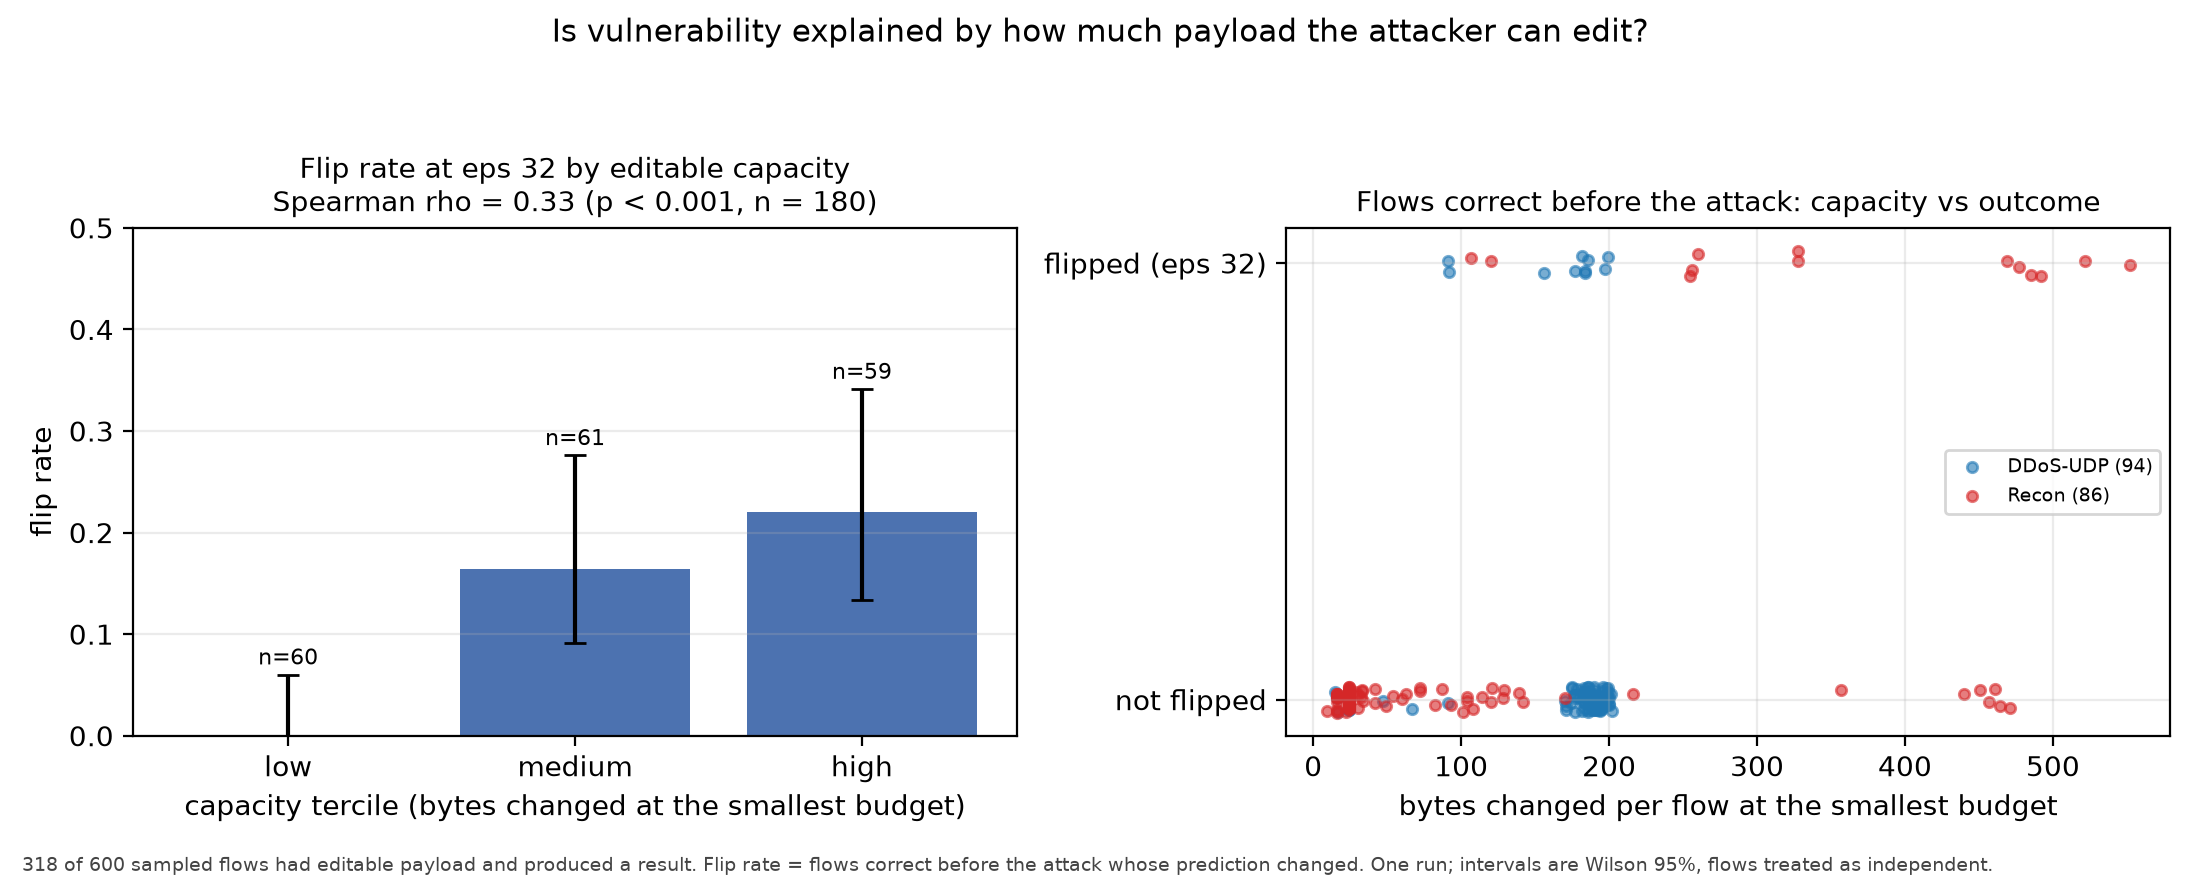 Is vulnerability explained by how much payload the attacker can edit?
Flip rate at eps 32 by editable capacity
Spearman rho = 0.33 (p < 0.001, n = 180)
0.5
0.4
0.3
0.2
0.1
0.0
flip rate
n=60
n=61
n=59
low
medium
high
capacity tercile (bytes changed at the smallest budget)
Flows correct before the attack: capacity vs outcome
flipped (eps 32)
not flipped
DDoS-UDP (94)
Recon (86)
0
100
200
300
400
500
bytes changed per flow at the smallest budget
318 of 600 sampled flows had editable payload and produced a result. Flip rate = flows correct before the attack whose prediction changed. One run; intervals are Wilson 95%, flows treated as independent.